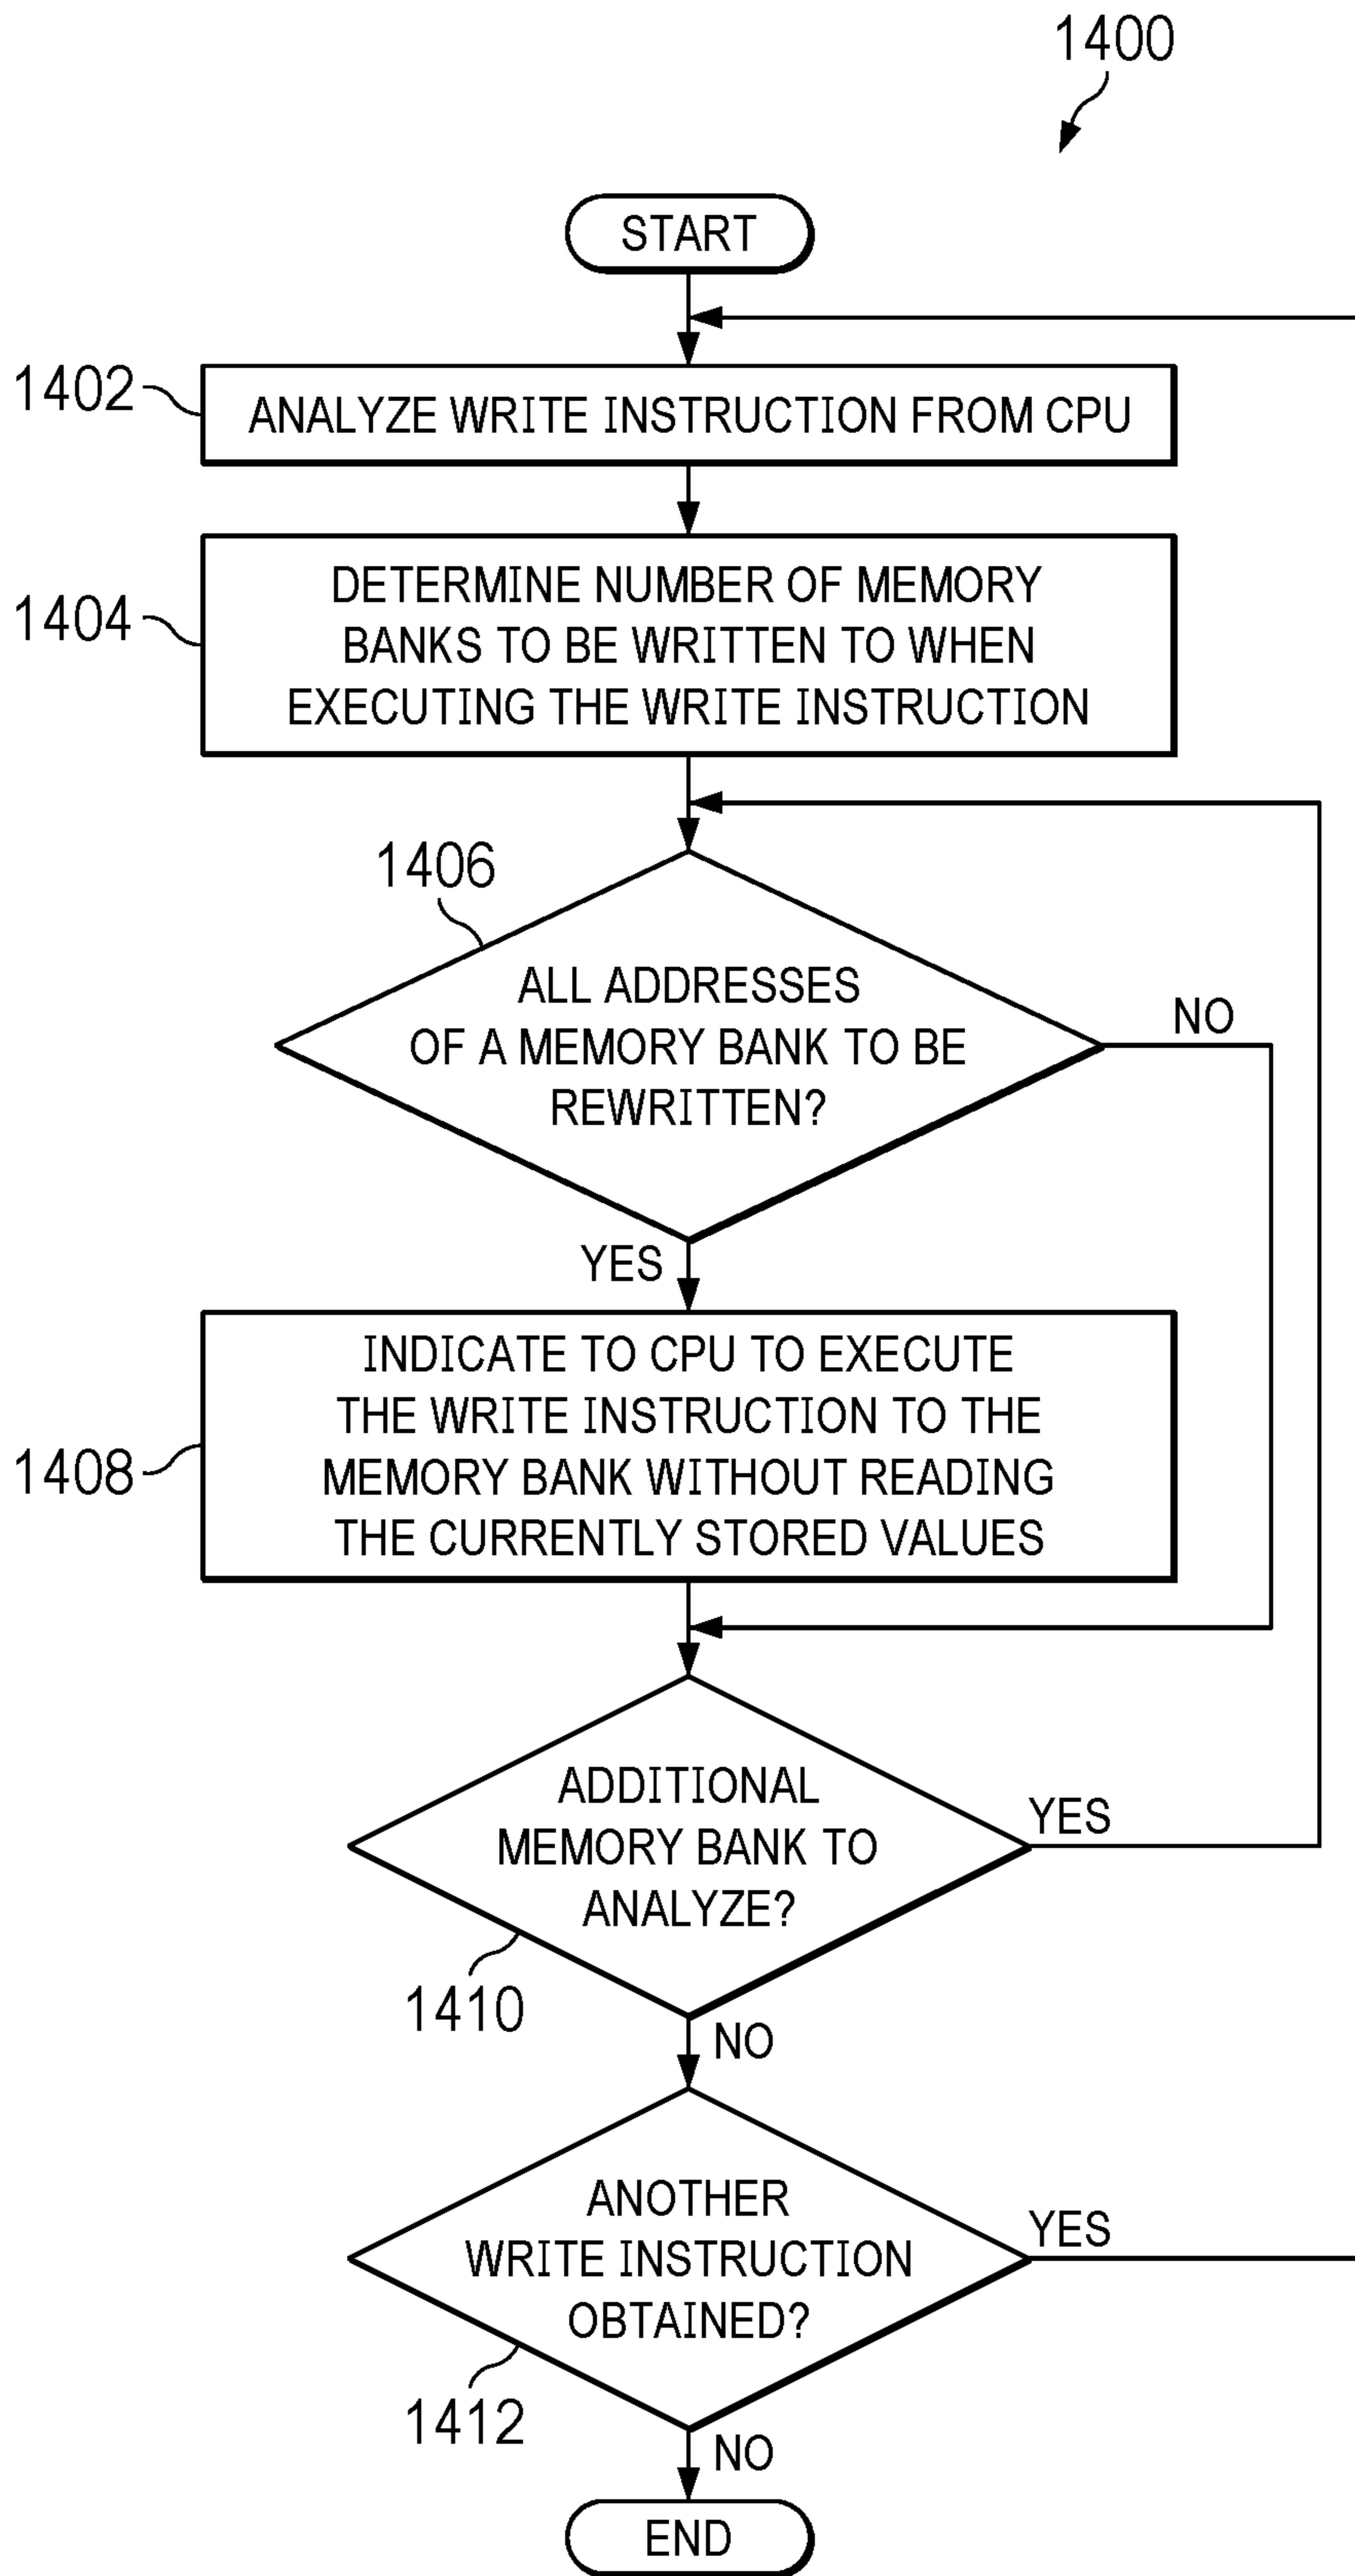 1400
START
1402
ANALYZE WRITE INSTRUCTION FROM CPU
1404
DETERMINE NUMBER OF MEMORY
BANKS TO BE WRITTEN TO WHEN
EXECUTING THE WRITE INSTRUCTION
1406
ALL ADDRESSES
OF A MEMORY BANK TO BE
REWRITTEN?
NO
YES
1408
INDICATE TO CPU TO EXECUTE
THE WRITE INSTRUCTION TO THE
MEMORY BANK WITHOUT READING
THE CURRENTLY STORED VALUES
ADDITIONAL
MEMORY BANK TO
ANALYZE?
YES
1410
NO
ANOTHER
WRITE INSTRUCTION
OBTAINED?
YES
1412
NO
END